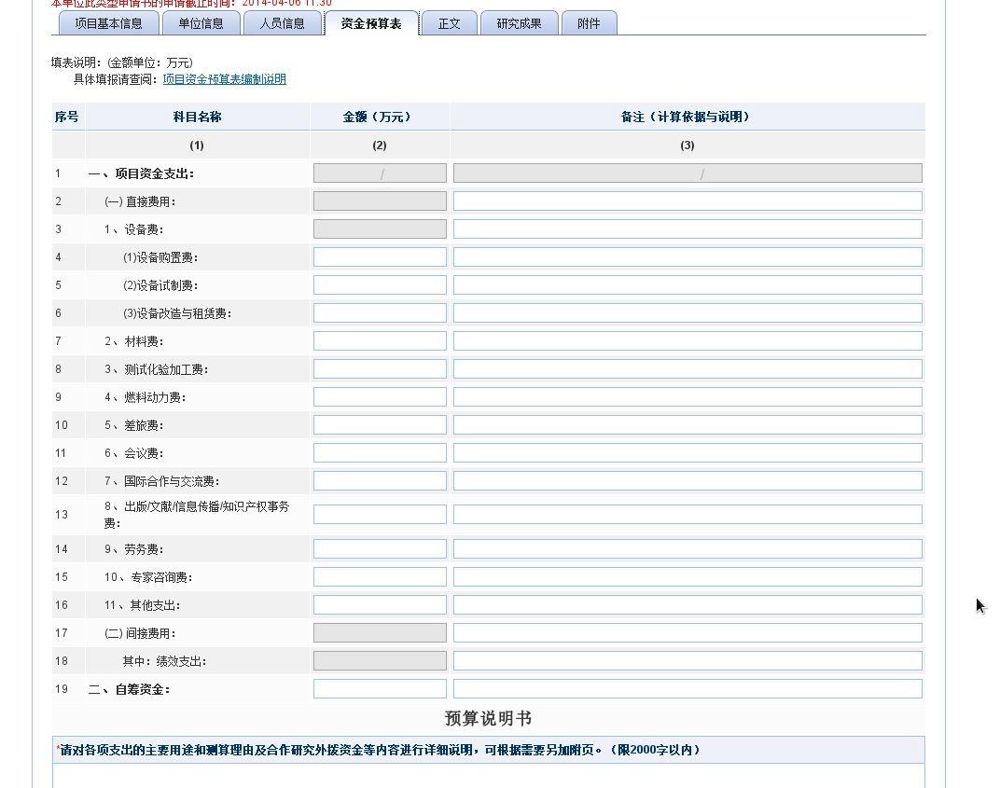 本单位此类型申请书的申请截止时间：2014-04-06 11:30
项目基本信息 单位信息 人员信息 资金预算表 正文 研究成果 附件
填表说明：(金额单位：万元)
具体填报请查阅：项目资金预算表编制说明
序号 科目名称 金额（万元） 备注（计算依据与说明）
(1) (2) (3)
1 一、项目资金支出： / /
2 (一) 直接费用：
3 1、设备费：
4 (1)设备购置费：
5 (2)设备试制费：
6 (3)设备改造与租赁费：
7 2、材料费：
8 3、测试化验加工费：
9 4、燃料动力费：
10 5、差旅费：
11 6、会议费：
12 7、国际合作与交流费：
13 8、出版/文献/信息传播/知识产权事务
费：
14 9、劳务费：
15 10、专家咨询费：
16 11、其他支出：
17 (二) 间接费用：
18 其中：绩效支出：
19 二、自筹资金：
预算说明书
*请对各项支出的主要用途和测算理由及合作研究外拨资金等内容进行详细说明，可根据需要另加附页。（限2000字以内）